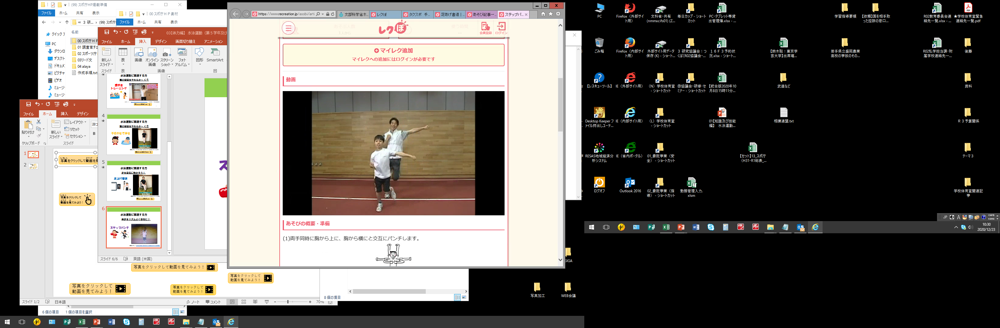 (99) スポ庁HP掲載準備
ファイル ホーム 共有 表示
00 スポ庁ＨＰ素材
ファイル ホーム 共有 表示
« 3 研... › (99) スポ庁
名前
クイック ア
PC
ダウンロ
デスクト
ドキュメ
ピクチャ
ビデオ
ミュージ
ミュージ
00 スポ庁ＨＰ
01 調査官チェ
02 スポーツ庁
03リード文
04 alaya
作成手順.txt
03【体力編】 水泳運動（第５学年及び
ファイル ホーム 挿入 デザイン 画面切り替え アニメーション
新しい スライド
表
画像
オンライン 画像
スクリーン ショット
フォト アルバム
図形
SmartArt
スライド 表 画像 図
水泳運動に関連する力
肩の関節をやわらか～く？
肩甲骨
トレーニング
4
水泳運動に関連する力
肩の関節をやわらか～く？
手合わせで幸せ
5
水泳運動に関連する力
足を自在に動かそう！
足上げ書道
6
水泳運動に関連する力
手足をリズムよく自在に♪
ステップパンチ
スライド 6/6 英語 (米国)
ファイル ホーム 挿入 デザイン
貼り付け
新しい スライド
レイアウト
リセット
セクション
クリップボード スライド
B
1
2
写真をクリックして動画を見
写真をクリックして
動画を見てみよう！
写真をクリックして動画を見てみよう！
写真をクリックして
動画を見てみよう！
写真をクリックして
動画を見てみよう！
写真をクリックして
動画を見てみよう！
スライド 1/2 日本語
ノート コメント 70%
6 個の項目 1 個の項目を選択
8 個の項目
https://www.recreation.jp/asobi/arti
文部科学省ホ...
レクぽ
タクスポ 手...
足あげ書道 | ...
あそび記事一...
ステップパ...
レクぽ
会員登録
ログイン
マイレク追加
マイレクへの追加にはログインが必要です
動画
あそびの概要・準備
(1)両手同時に胸から上に、胸から横にと交互にパンチします。
PC
Firefox（外部サイト用）
文科省･共有 (nmmxcifs01) (Z...
毎日カップ - ショートカット
PC･タブレット等貸出管理簿.xlsx - ...
学習指導要領
【依頼】国を相手取った控訴の窓口...
R02教育委員会連絡先一覧.xlsx - ...
★学校体育室緊急連絡先一覧.pdf
ごみ箱
Firefox（内部サイト用）
外部サイト用データ保存 (K) - ショート...
３ 研究協議会：つくば（R02協議会・...
１６Ｆ３予約状況.xlsx - ショート...
【鈴木聡：東京学芸大学】出席確...
岩手県立盛岡農業高校の事故のその...
R02私学担当課･附属学校連絡先一...
後藤
【レスキューツール】
IE（外部サイト用）
（N）学校体育室 - ショートカット
⑳協議会･研修･セミナー - ショートカット
【統合版2020年10月8日15時11分...
武道など
資料
Desktop Keeper ファイル持出しユーテ...
IE（内部サイト用）
（L）学校体育室 - ショートカット
01【知識及び技能編】 水泳運動...
相撲連盟.txt
Ｒ３予算関係
RESAS地域経済分析システム
IE（省内ポータル）
01_委託事業（安全） - ショートカット
【セット】13_スポ庁（H31･R1総表_...
テーマ３
ログオフ
Outlook 2016
02_委託事業（指導） - ショートカット
勤務管理入力.xlsm
学校体育室関連記事
JP A CAPS KANA
10:30
2020/12/23
GIGA
写真加工
WEB会議